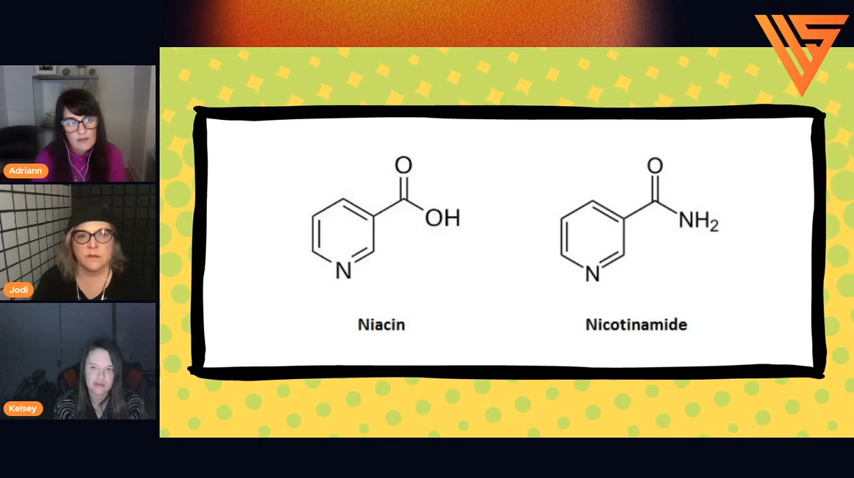 Adriann
Jodi
Kelsey
O
OH
N
Niacin
O
NH₂
N
Nicotinamide